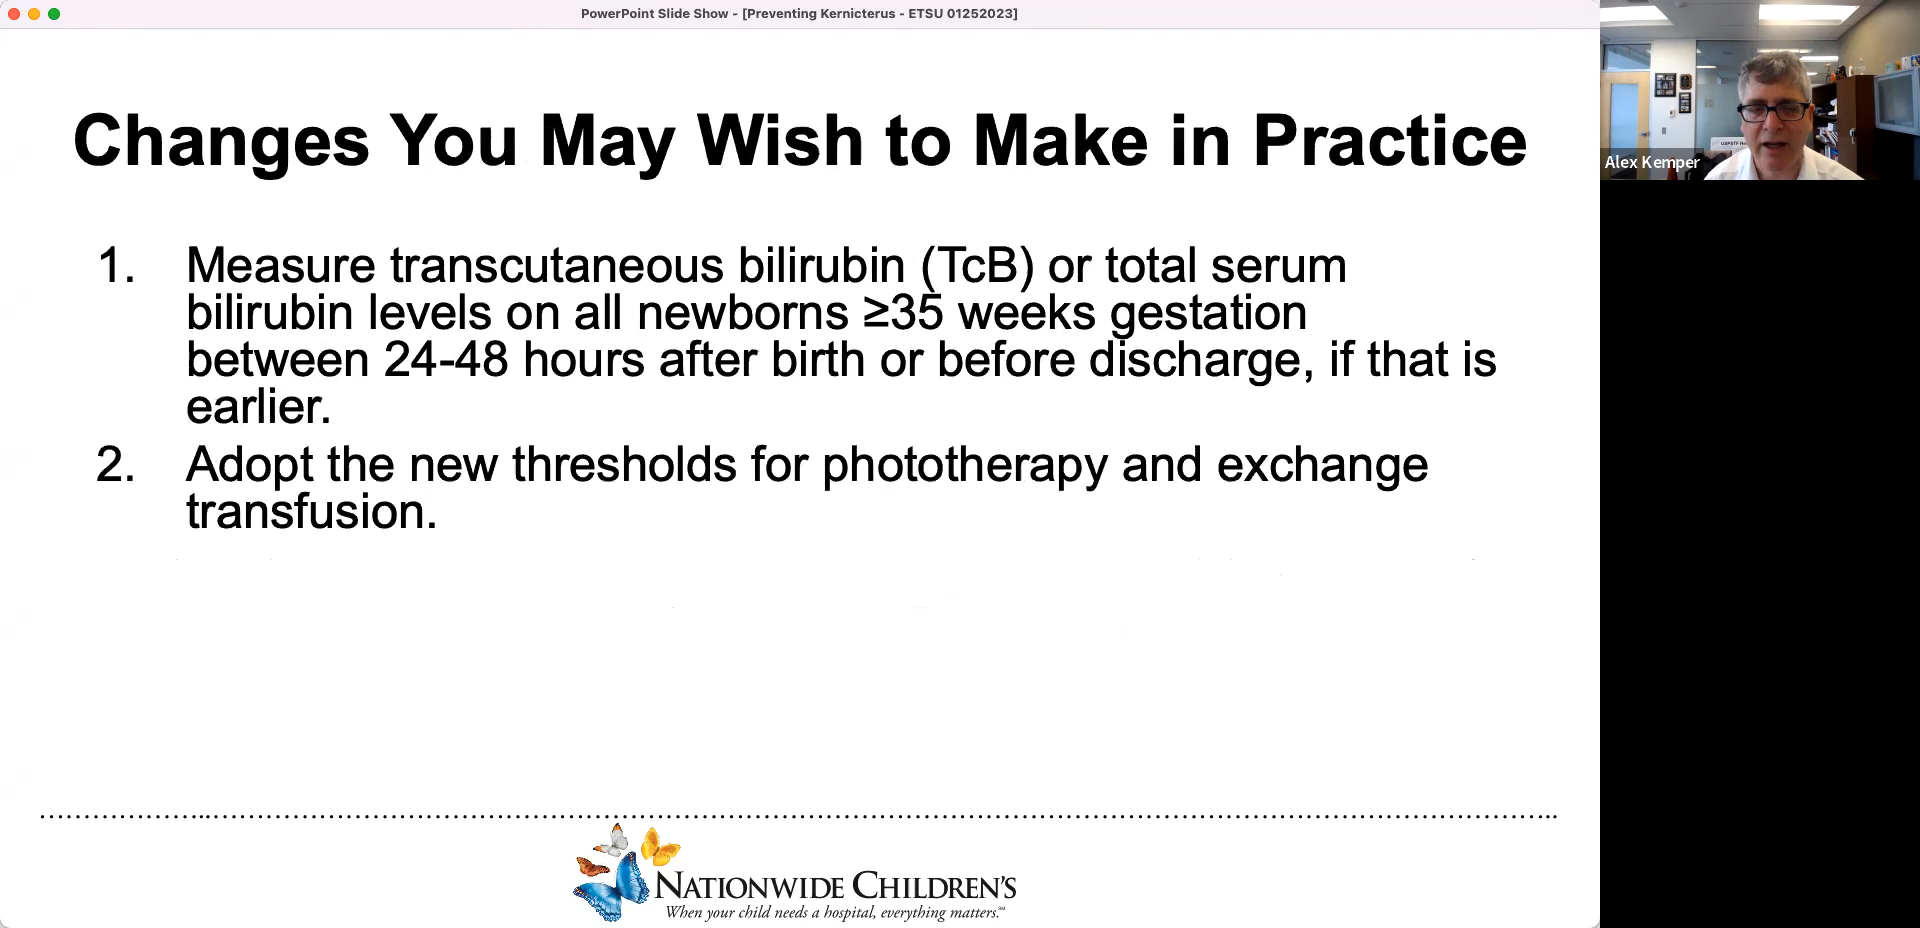 PowerPoint Slide Show - [Preventing Kernicterus - ETSU 01252023]
Changes You May Wish to Make in Practice
1. Measure transcutaneous bilirubin (TcB) or total serum
bilirubin levels on all newborns ≥35 weeks gestation
between 24-48 hours after birth or before discharge, if that is
earlier.
2. Adopt the new thresholds for phototherapy and exchange
transfusion.
NATIONWIDE CHILDREN'S
When your child needs a hospital, everything matters.℠
Alex Kemper